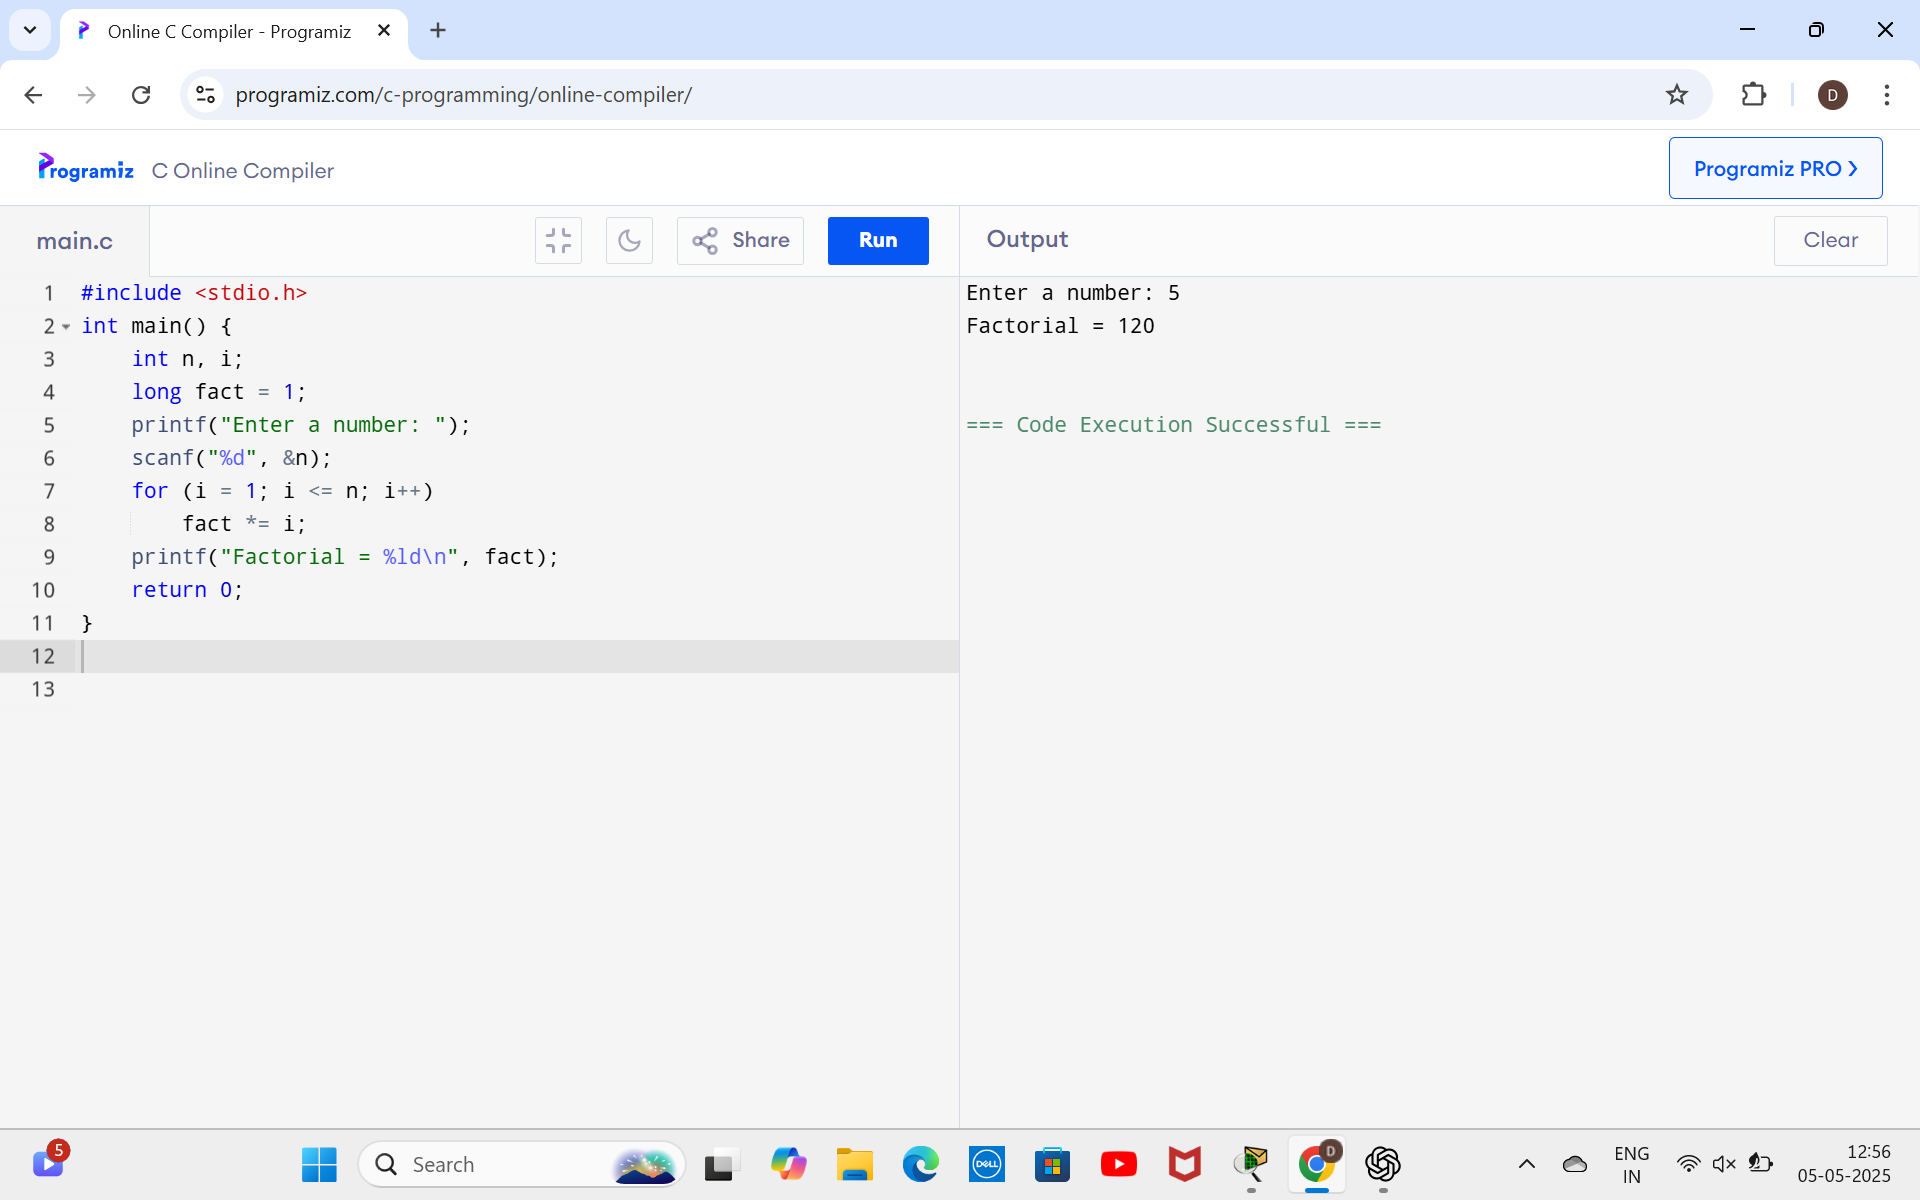 Online C Compiler - Programiz
programiz.com/c-programming/online-compiler/
D
Programiz C Online Compiler
Programiz PRO
main.c
Share
Run
Output
Clear
1 #include <stdio.h>
2 int main() {
3 int n, i;
4 long fact = 1;
5 printf("Enter a number: ");
6 scanf("%d", &n);
7 for (i = 1; i <= n; i++)
8 fact *= i;
9 printf("Factorial = %ld\n", fact);
10 return 0;
11 }
12
13
Enter a number: 5
Factorial = 120
=== Code Execution Successful ===
5
Search
DELL
D
ENG
IN
12:56
05-05-2025